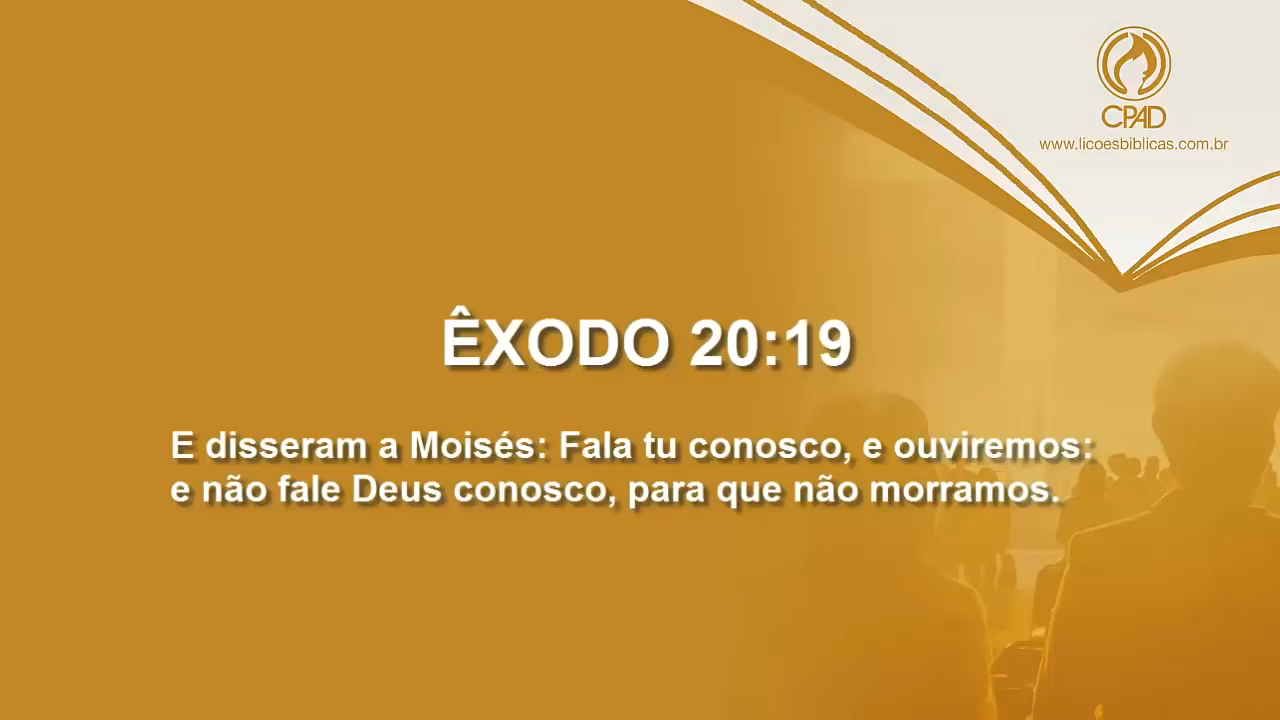 CPAD
www.licoesbiblicas.com.br
ÊXODO 20:19
E disseram a Moisés: Fala tu conosco, e ouviremos:
e não fale Deus conosco, para que não morramos.